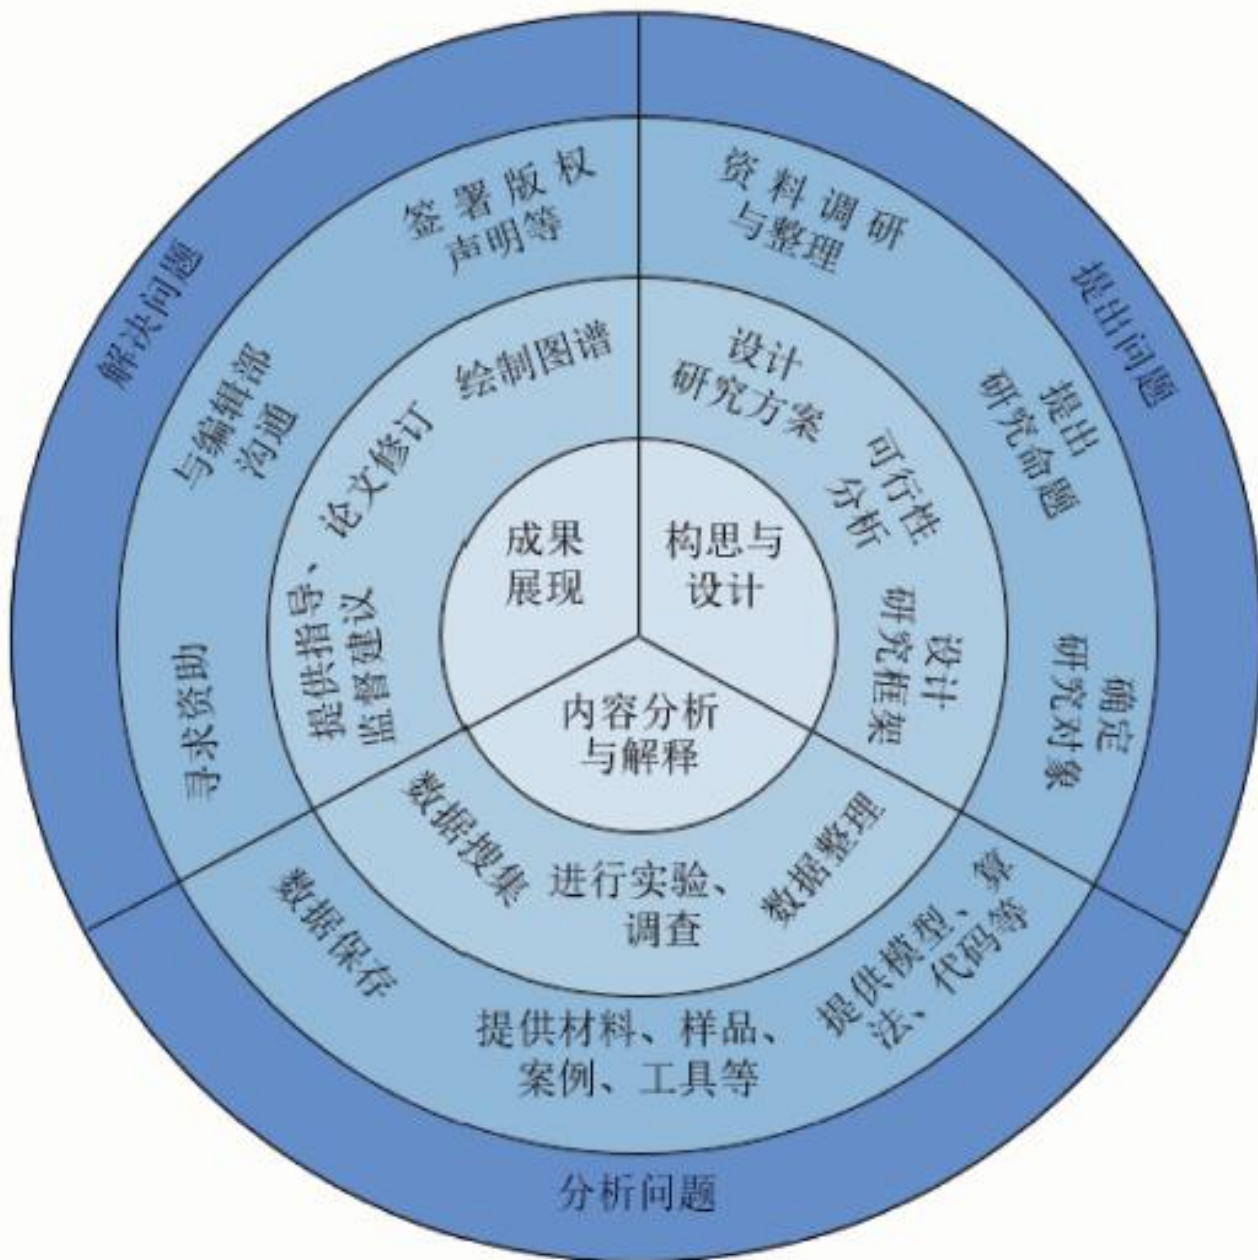 解决问题
签署版权
声明等
与编辑部
沟通
寻求资助
绘制图谱
论文修订
提供指导、
监督建议
成果
展现
提出问题
资料调研
与整理
提出
研究命题
确定
研究对象
设计
研究方案
可行性
分析
设计
研究框架
构思与
设计
内容分析
与解释
数据搜集
进行实验、
调查
数据整理
数据保存
提供材料、样品、
案例、工具等
提供模型、算
法、代码等
分析问题